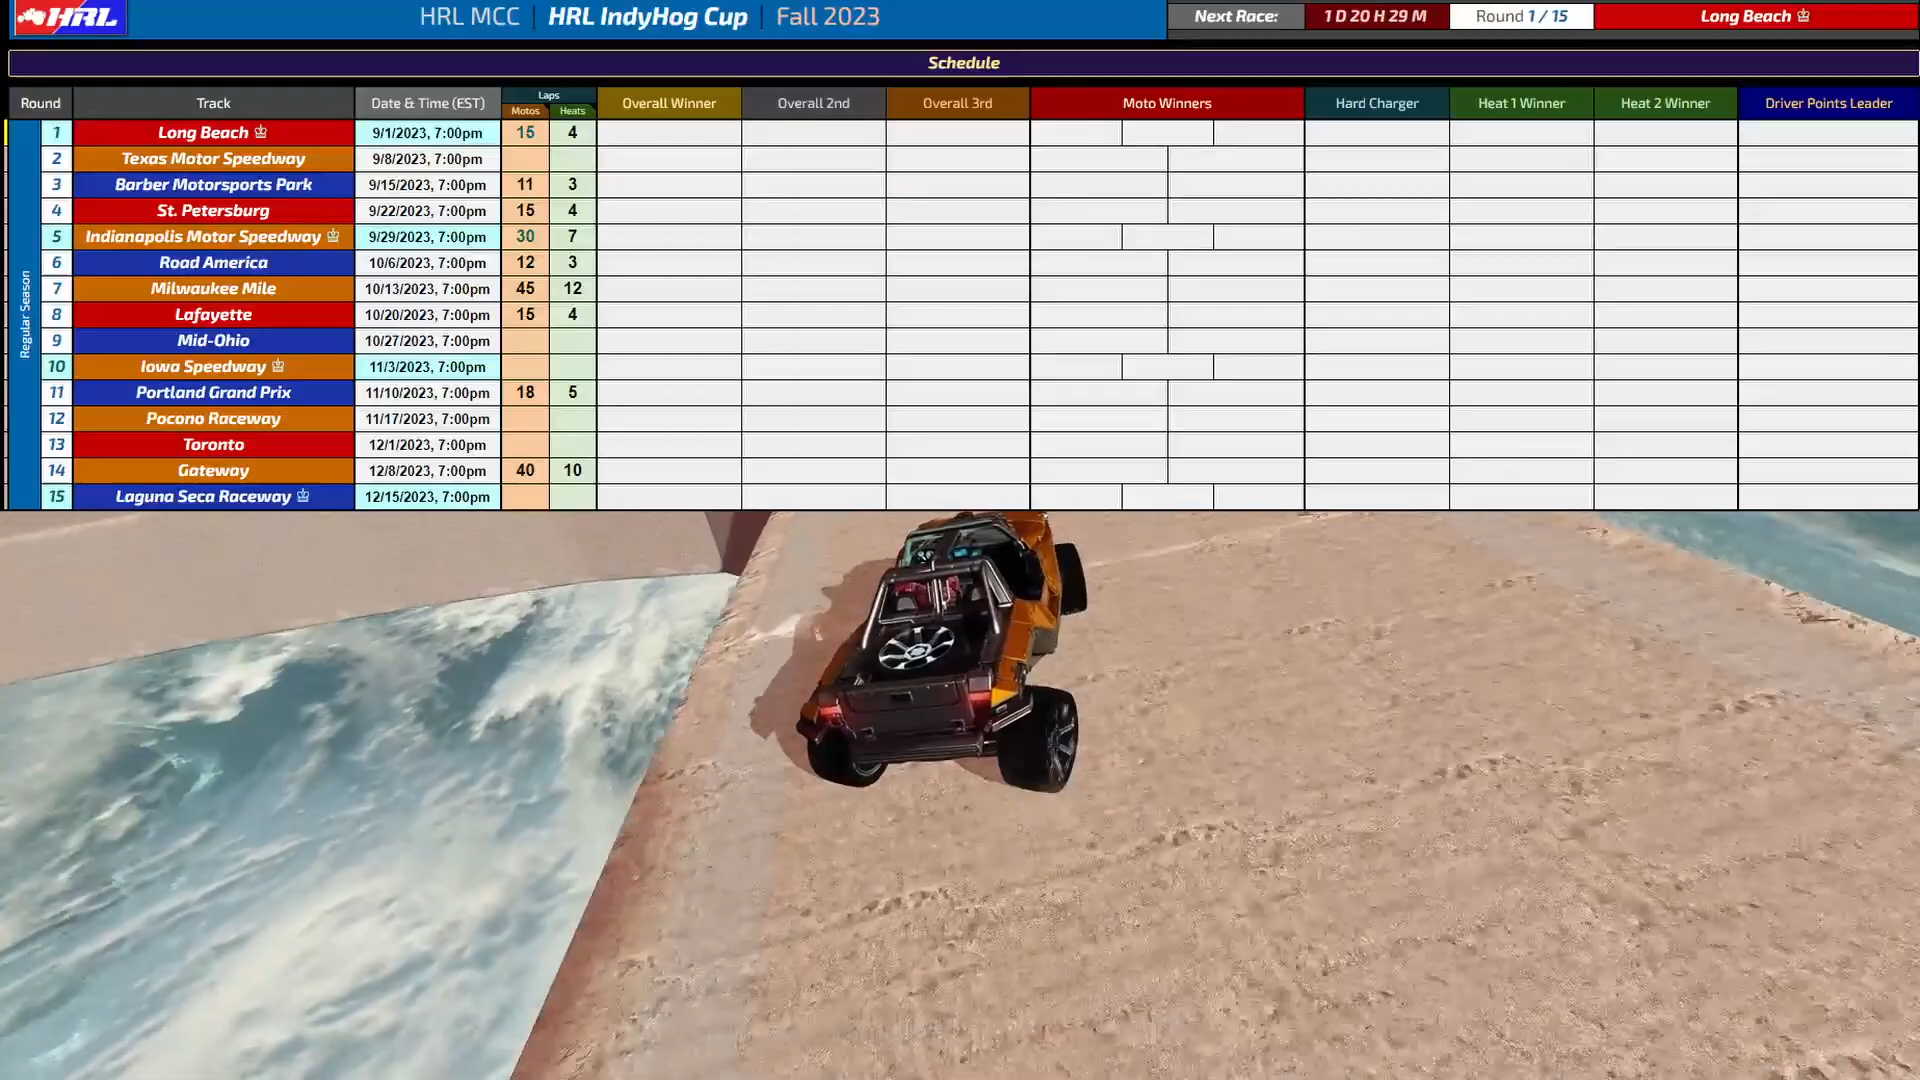 HRL HRL MCC HRL IndyHog Cup Fall 2023 Next Race: 1 D 20 H 29 M Round 1 / 15 Long Beach
Schedule
Round Track Date & Time (EST) Laps Motos Heats Overall Winner Overall 2nd Overall 3rd Moto Winners Hard Charger Heat 1 Winner Heat 2 Winner Driver Points Leader
Regular Season
1 Long Beach 9/1/2023, 7:00pm 15 4
2 Texas Motor Speedway 9/8/2023, 7:00pm
3 Barber Motorsports Park 9/15/2023, 7:00pm 11 3
4 St. Petersburg 9/22/2023, 7:00pm 15 4
5 Indianapolis Motor Speedway 9/29/2023, 7:00pm 30 7
6 Road America 10/6/2023, 7:00pm 12 3
7 Milwaukee Mile 10/13/2023, 7:00pm 45 12
8 Lafayette 10/20/2023, 7:00pm 15 4
9 Mid-Ohio 10/27/2023, 7:00pm
10 Iowa Speedway 11/3/2023, 7:00pm
11 Portland Grand Prix 11/10/2023, 7:00pm 18 5
12 Pocono Raceway 11/17/2023, 7:00pm
13 Toronto 12/1/2023, 7:00pm
14 Gateway 12/8/2023, 7:00pm 40 10
15 Laguna Seca Raceway 12/15/2023, 7:00pm